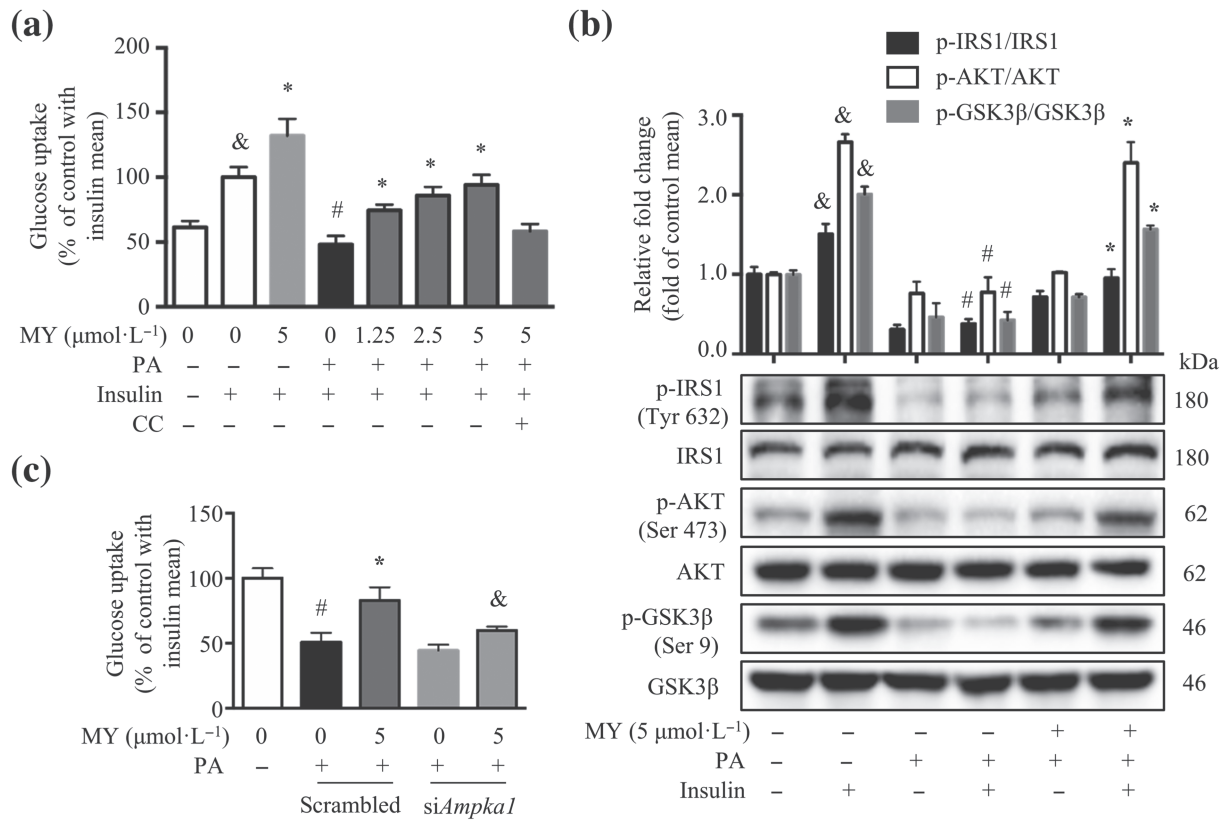 (a)
Glucose uptake
(% of control with
insulin mean)
200
150
100
50
0
&
*
#
*
*
*
MY (μmol·L⁻¹) 0 0 5 0 1.25 2.5 5 5
PA – – – + + + + +
Insulin – + + + + + + +
CC – – – – – – – +
(b)
p-IRS1/IRS1
p-AKT/AKT
p-GSK3β/GSK3β
Relative fold change
(fold of control mean)
3.0
2.0
1.0
0.0
&
&
&
#
#
#
*
*
*
kDa
p-IRS1
(Tyr 632)
180
IRS1 180
p-AKT
(Ser 473)
62
AKT 62
p-GSK3β
(Ser 9)
46
GSK3β 46
MY (5 μmol·L⁻¹) – – – – + +
PA – – + + + +
Insulin – + – + – +
(c)
Glucose uptake
(% of control with
insulin mean)
150
100
50
0
#
*
&
MY (μmol·L⁻¹) 0 0 5 0 5
PA – + + + +
Scrambled siAmpka1